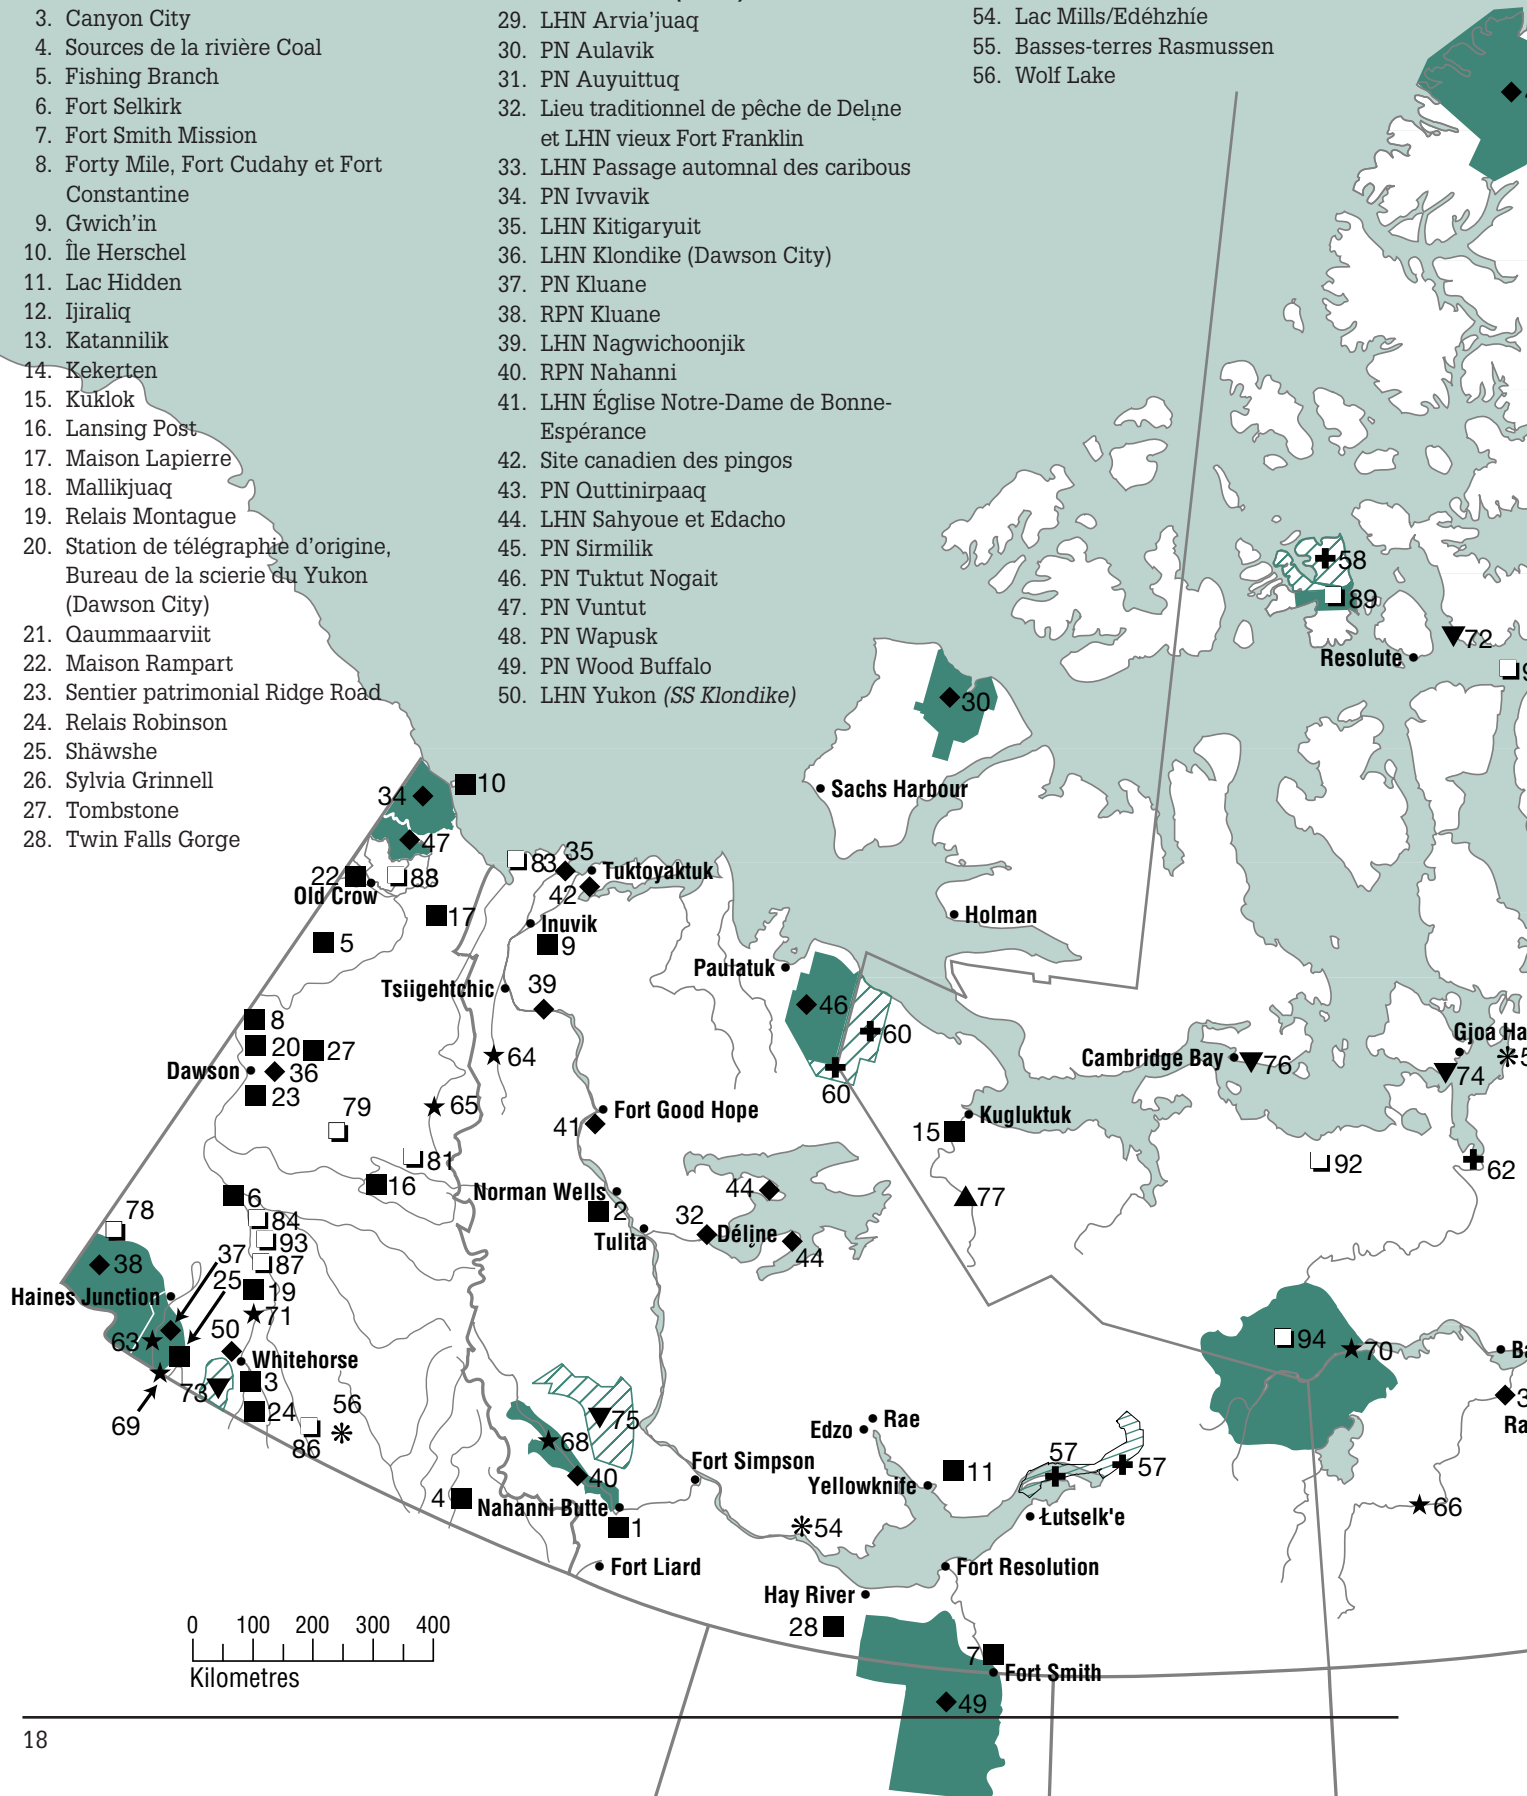 3. Canyon City
4. Sources de la rivière Coal
5. Fishing Branch
6. Fort Selkirk
7. Fort Smith Mission
8. Forty Mile, Fort Cudahy et Fort
Constantine
9. Gwich’in
10. Île Herschel
11. Lac Hidden
12. Ijiraliq
13. Katannilik
14. Kekerten
15. Kuklok
16. Lansing Post
17. Maison Lapierre
18. Mallikjuaq
19. Relais Montague
20. Station de télégraphie d’origine,
Bureau de la scierie du Yukon
(Dawson City)
21. Qaummaarviit
22. Maison Rampart
23. Sentier patrimonial Ridge Road
24. Relais Robinson
25. Shäwshe
26. Sylvia Grinnell
27. Tombstone
28. Twin Falls Gorge
29. LHN Arvia’juaq
30. PN Aulavik
31. PN Auyuittuq
32. Lieu traditionnel de pêche de Delįne
et LHN vieux Fort Franklin
33. LHN Passage automnal des caribous
34. PN Ivvavik
35. LHN Kitigaryuit
36. LHN Klondike (Dawson City)
37. PN Kluane
38. RPN Kluane
39. LHN Nagwichoonjik
40. RPN Nahanni
41. LHN Église Notre-Dame de Bonne-
Espérance
42. Site canadien des pingos
43. PN Quttinirpaaq
44. LHN Sahyoue et Edacho
45. PN Sirmilik
46. PN Tuktut Nogait
47. PN Vuntut
48. PN Wapusk
49. PN Wood Buffalo
50. LHN Yukon (SS Klondike)
54. Lac Mills/Edéhzhíe
55. Basses-terres Rasmussen
56. Wolf Lake
58
89
72
Resolute
30
Sachs Harbour
10
34
47
83
35
Tuktoyaktuk
42
22
88
Old Crow
17
Inuvik
9
5
Holman
Paulatuk
Tsiigehtchic
39
46
60
60
8
20
27
Dawson
36
23
64
Gjoa Ha
Cambridge Bay
76
74
79
65
Fort Good Hope
41
Kugluktuk
15
81
16
92
62
6
Norman Wells
2
44
77
78
84
93
87
32
Déline
Tulita
44
37
38
25
19
Haines Junction
71
63
50
Whitehorse
94
70
Ba
3
73
24
69
56
86
75
68
40
Edzo
Rae
Fort Simpson
Yellowknife
11
57
57
Ra
66
4
Nahanni Butte
1
54
Łutselk'e
Fort Liard
Fort Resolution
Hay River
28
7
Fort Smith
49
0 100 200 300 400
Kilometres
18